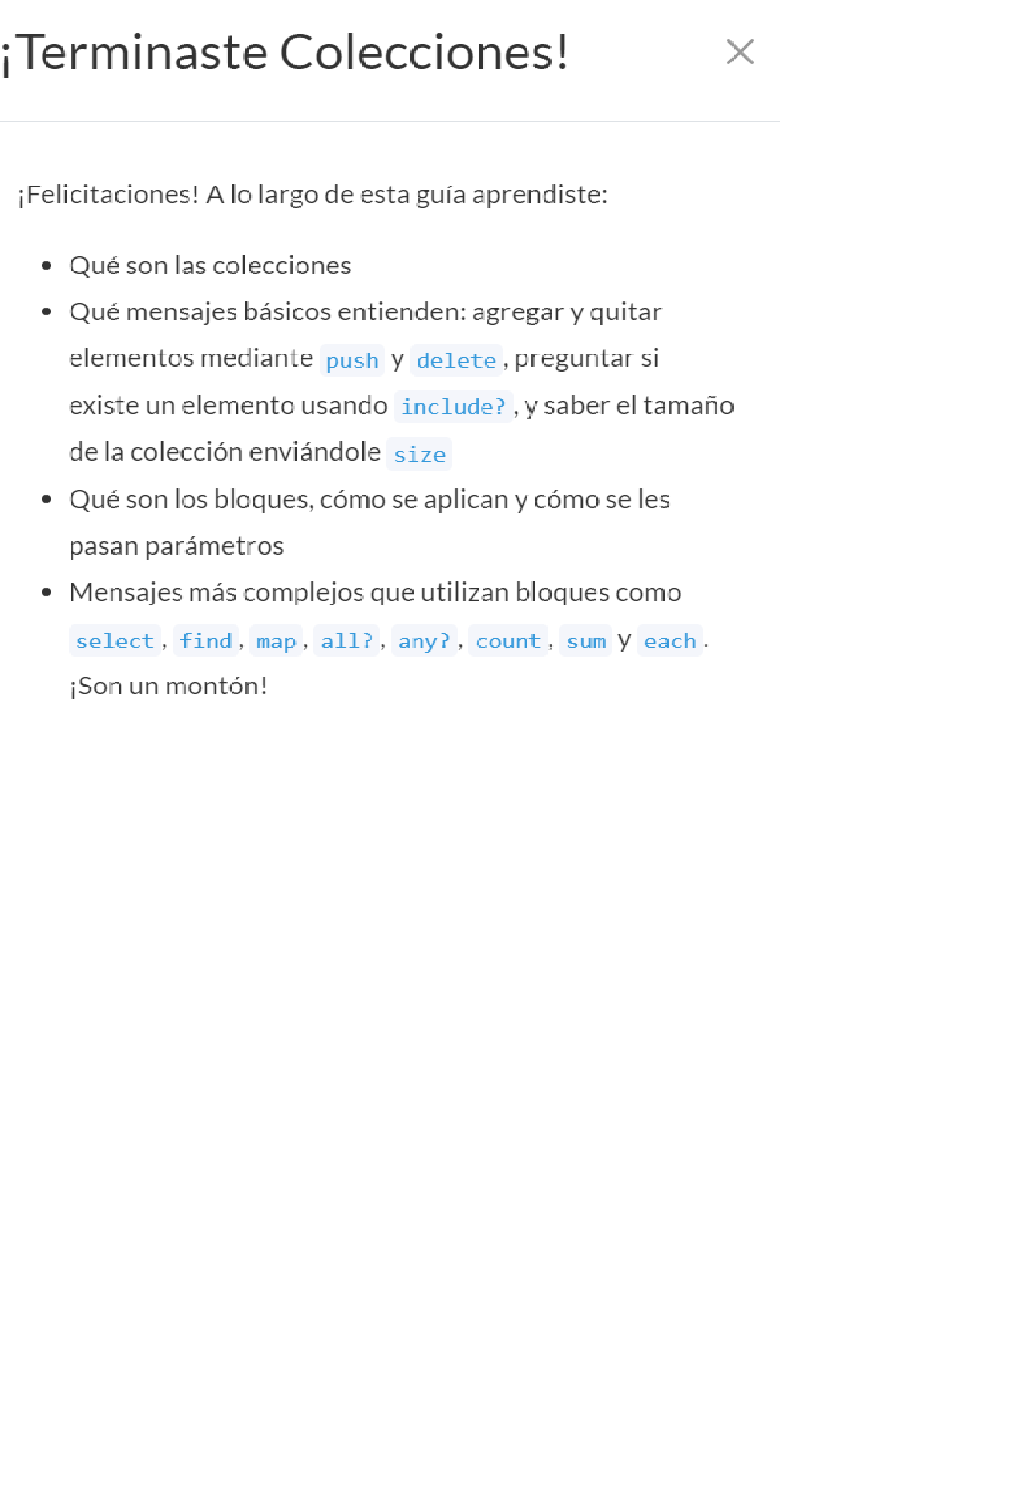 ¡Terminaste Colecciones!
¡Felicitaciones! A lo largo de esta guía aprendiste:
• Qué son las colecciones
• Qué mensajes básicos entienden: agregar y quitar
elementos mediante push y delete, preguntar si
existe un elemento usando include?, y saber el tamaño
de la colección enviándole size
• Qué son los bloques, cómo se aplican y cómo se les
pasan parámetros
• Mensajes más complejos que utilizan bloques como
select, find, map, all?, any?, count, sum y each.
¡Son un montón!